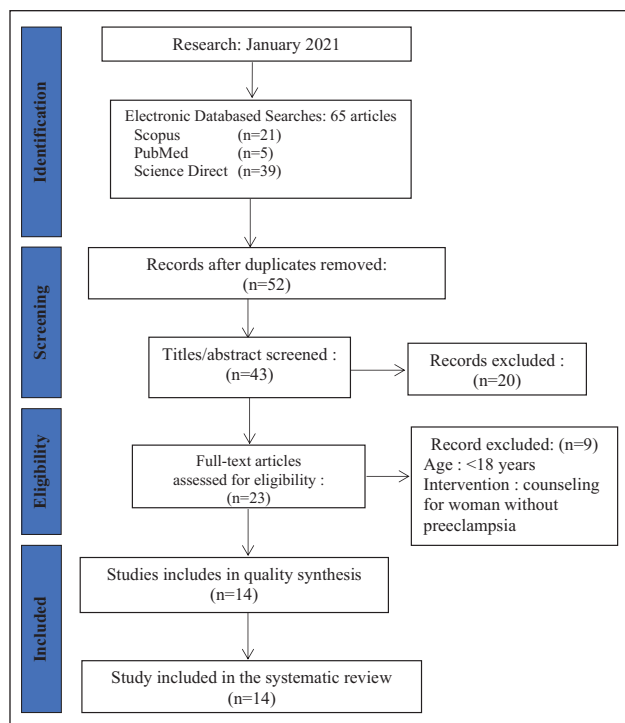 Identification
Research: January 2021
Electronic Databased Searches: 65 articles
Scopus (n=21)
PubMed (n=5)
Science Direct (n=39)
Screening
Records after duplicates removed:
(n=52)
Titles/abstract screened :
(n=43)
Records excluded :
(n=20)
Eligibility
Full-text articles
assessed for eligibility :
(n=23)
Record excluded: (n=9)
Age : <18 years
Intervention : counseling
for woman without
preeclampsia
Included
Studies includes in quality synthesis
(n=14)
Study included in the systematic review
(n=14)